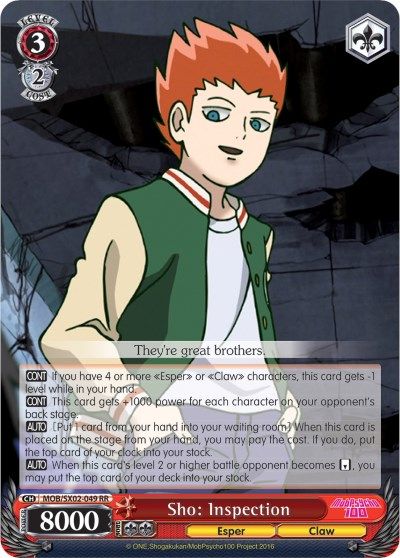 LEVEL
3
2
COST
They're great brothers.
CONT If you have 4 or more «Esper» or «Claw» characters, this card gets -1
level while in your hand.
CONT This card gets +1000 power for each character on your opponent's
back stage.
AUTO [Put 1 card from your hand into your waiting room] When this card is
placed on the stage from your hand, you may pay the cost. If you do, put
the top card of your deck into your stock.
AUTO When this card's level 2 or higher battle opponent becomes [▼], you
may put the top card of your deck into your stock.
CH MOB/SX02-049 RR
Sho: Inspection
MOB PSYCHO 100
POWER
8000
SOUL
Esper
Claw
© ONE,Shogakukan/MobPsycho100 Project 2016